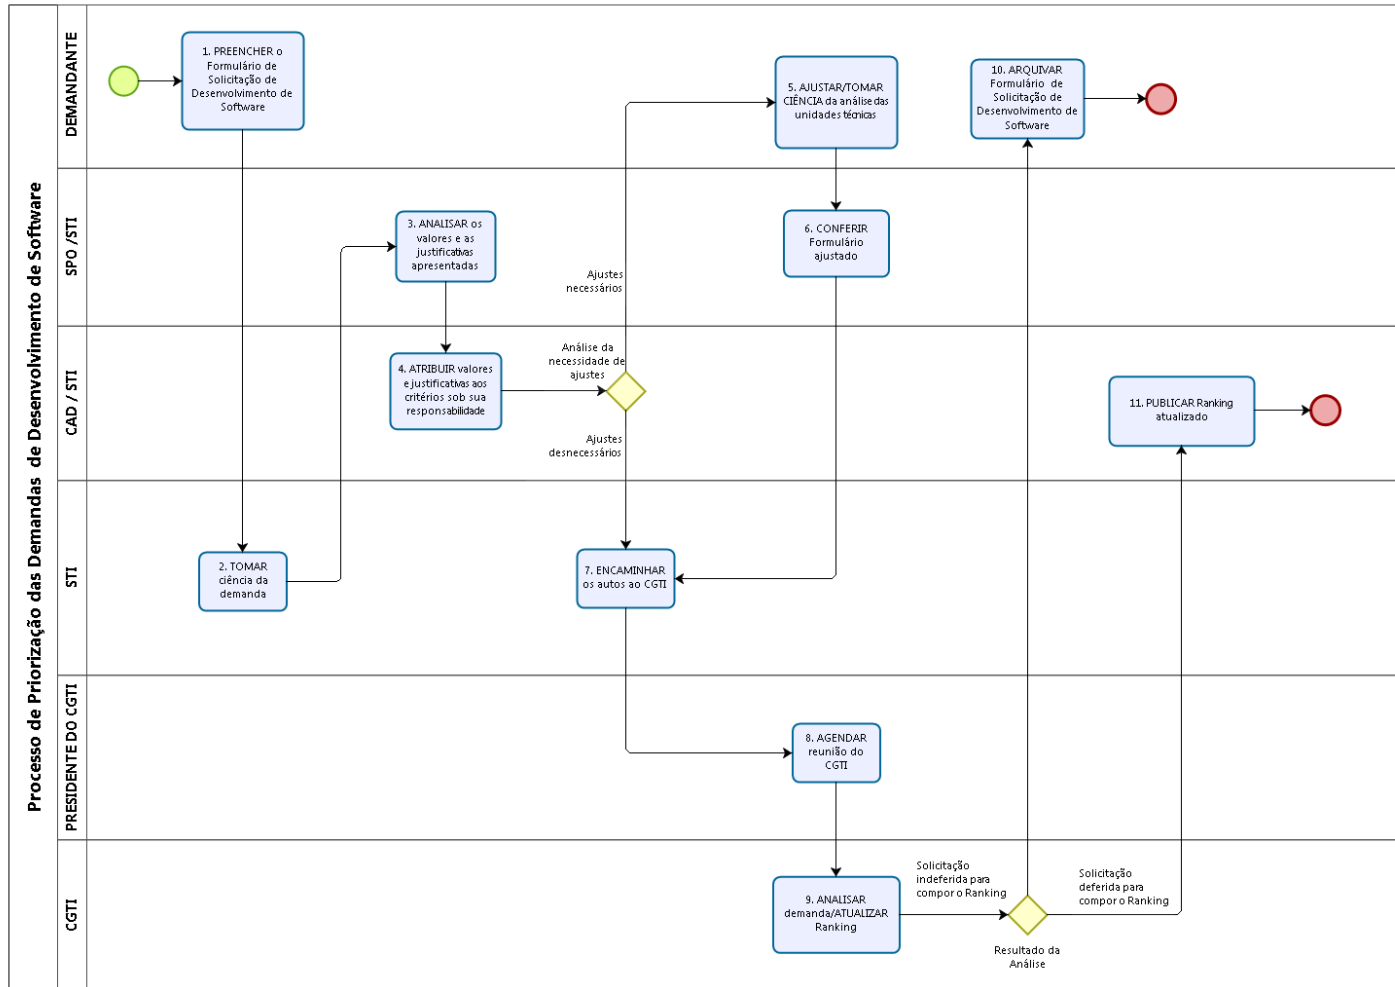 Processo de Priorização das Demandas de Desenvolvimento de Software
DEMANDANTE
1. PREENCHER o
Formulário de
Solicitação de
Desenvolvimento de
Software
5. AJUSTAR/TOMAR
CIÊNCIA da análise das
unidades técnicas
10. ARQUIVAR
Formulário de
Solicitação de
Desenvolvimento de
Software
SPO /STI
3. ANALISAR os
valores e as
justificativas
apresentadas
6. CONFERIR
Formulário
ajustado
Ajustes
necessários
CAD / STI
4. ATRIBUIR valores
e justificativas aos
critérios sob sua
responsabilidade
Análise da
necessidade de
ajustes
Ajustes
desnecessários
11. PUBLICAR Ranking
atualizado
STI
2. TOMAR
ciência da
demanda
7. ENCAMINHAR
os autos ao CGTI
PRESIDENTE DO CGTI
8. AGENDAR
reunião do
CGTI
CGTI
9. ANALISAR
demanda/ATUALIZAR
Ranking
Solicitação
indeferida para
compor o Ranking
Resultado da
Análise
Solicitação
deferida para
compor o Ranking